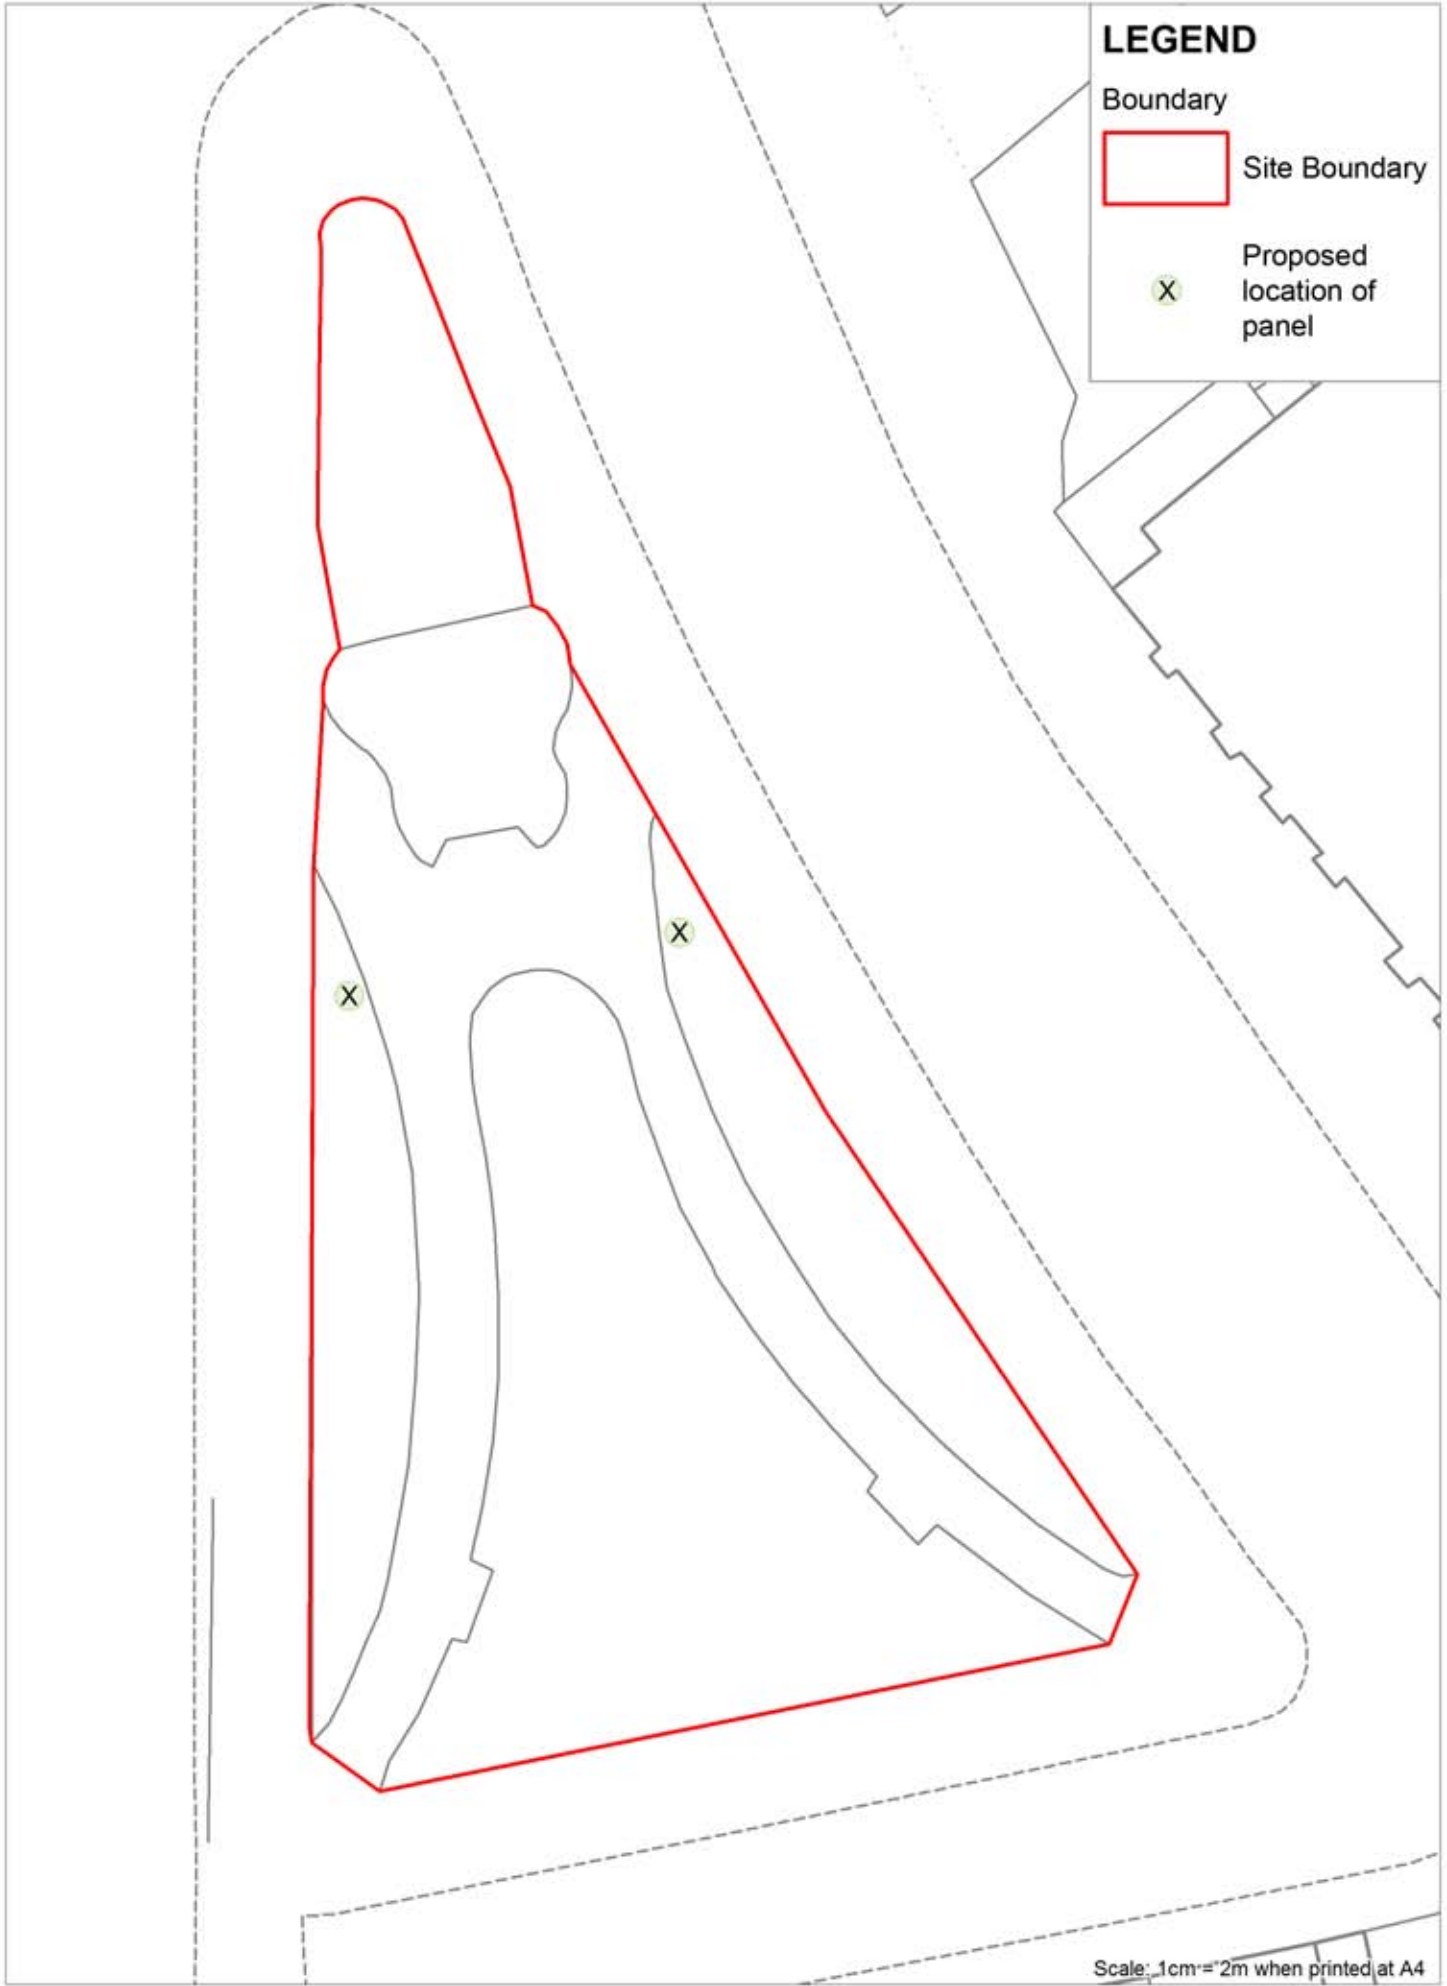 LEGEND
Boundary
Site Boundary
X
Proposed
location of
panel
X
X
Scale: 1cm = 2m when printed at A4